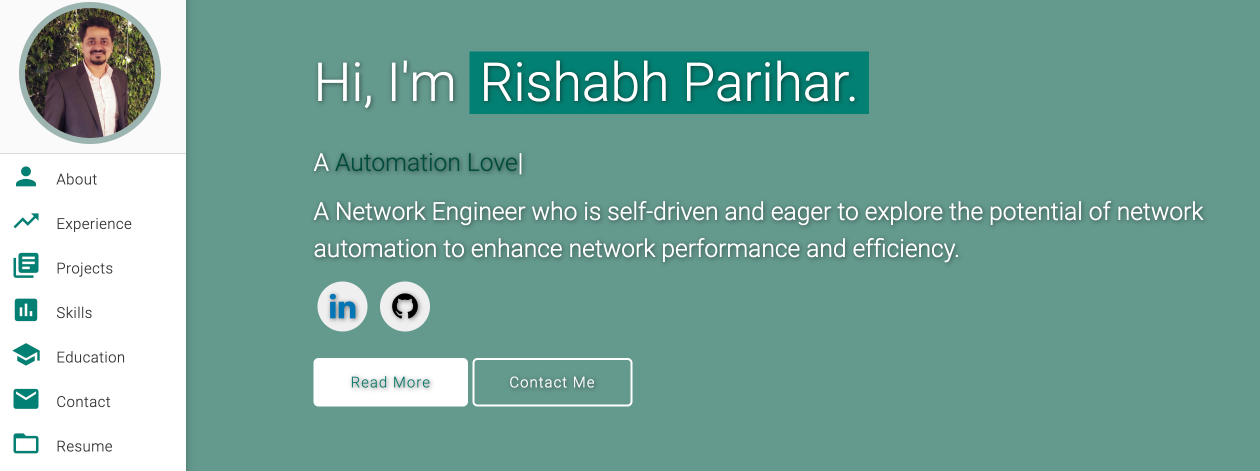 About
Experience
Projects
Skills
Education
Contact
Resume
Hi, I'm Rishabh Parihar.
A Automation Love|
A Network Engineer who is self-driven and eager to explore the potential of network
automation to enhance network performance and efficiency.
in
Read More
Contact Me